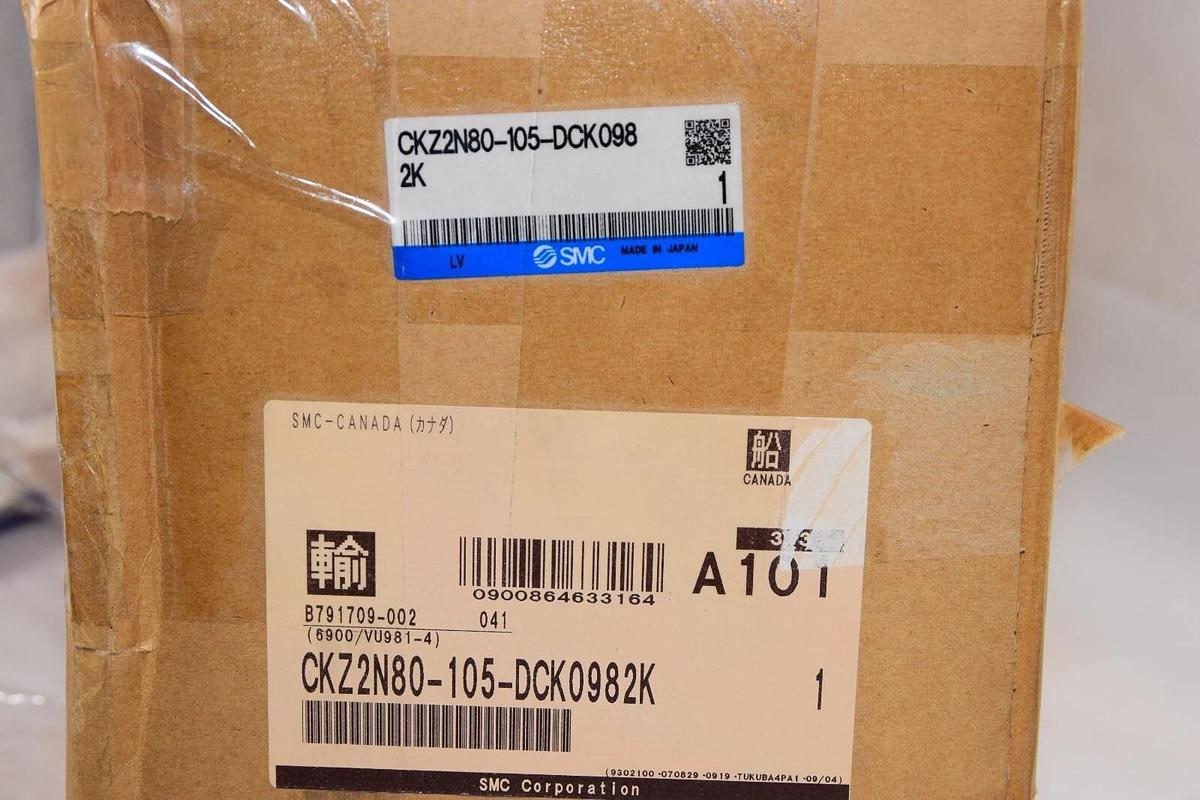 CKZ2N80-105-DCK098
2K
1
LV SMC MADE IN JAPAN
SMC-CANADA(カナダ)
船
CANADA
輸
0900864633164
A101
B791709-002 041
(6900/VU981-4)
CKZ2N80-105-DCK0982K
1
(9302100 ·070829 ·0919 ·TUKUBA4PA1 ·09/04)
SMC Corporation